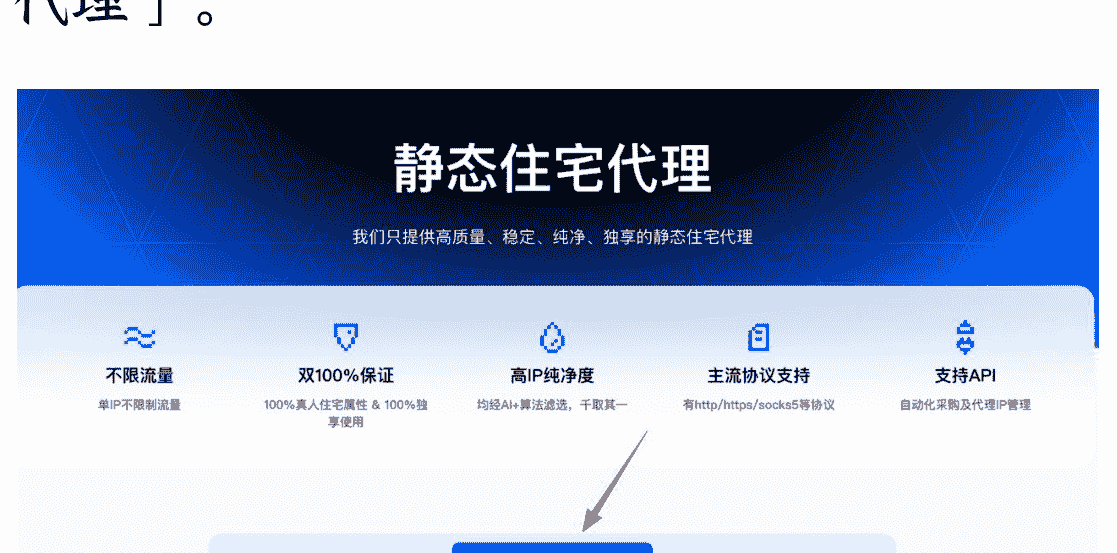 代理」。
静态住宅代理
我们只提供高质量、稳定、纯净、独享的静态住宅代理
不限流量
单IP不限制流量
双100%保证
100%真人住宅属性 & 100%独
享使用
高IP纯净度
均经AI+算法滤选，千取其一
主流协议支持
有http/https/socks5等协议
支持API
自动化采购及代理IP管理